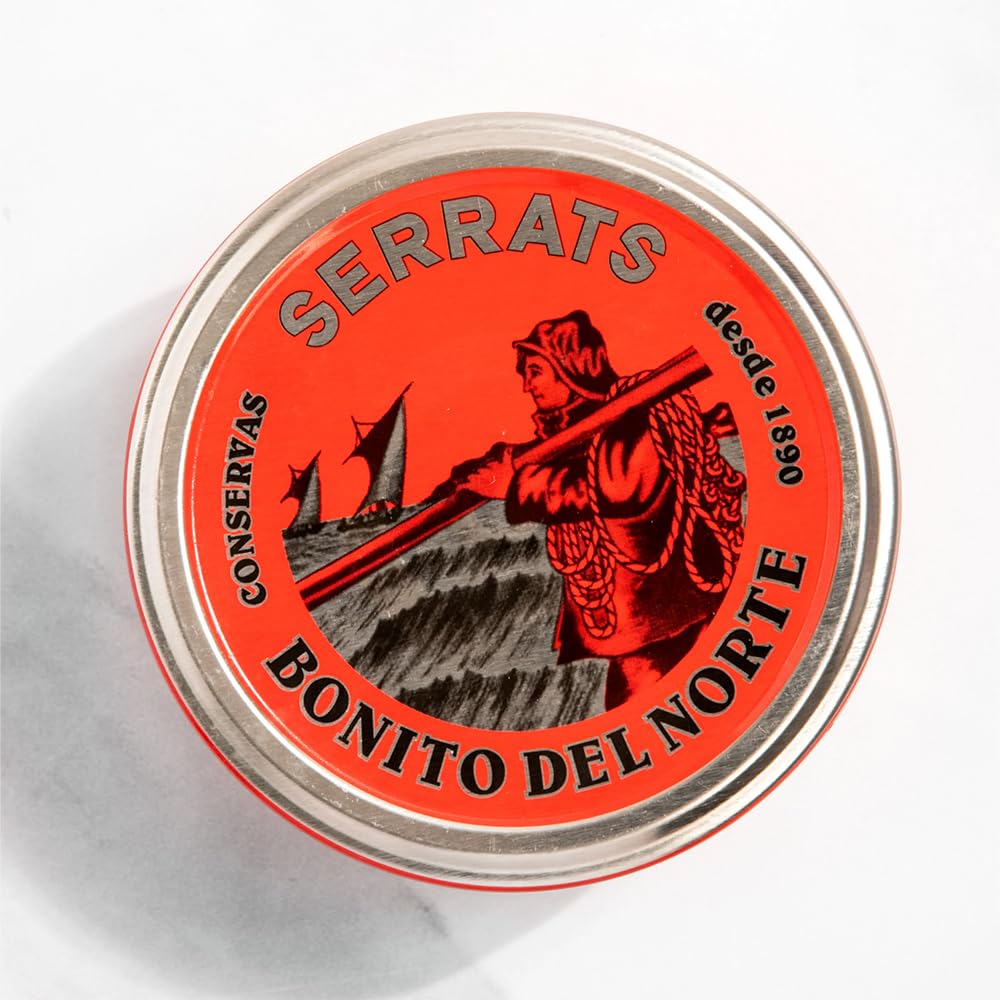 SERRATS
CONSERVAS
desde 1890
BONITO DEL NORTE